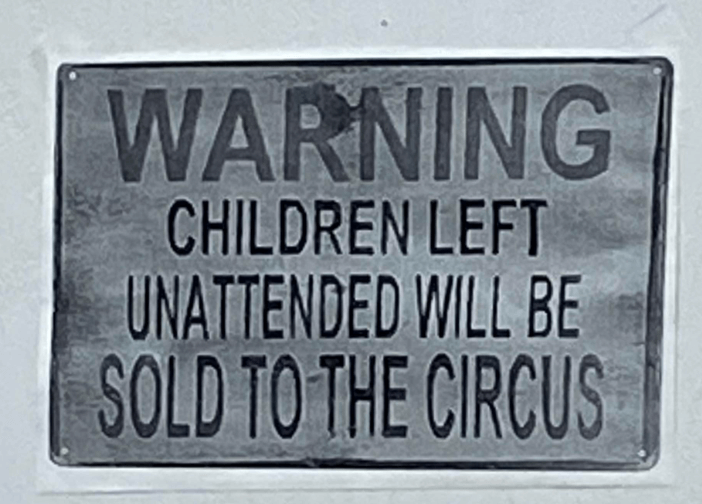 WARNING
CHILDREN LEFT
UNATTENDED WILL BE
SOLD TO THE CIRCUS